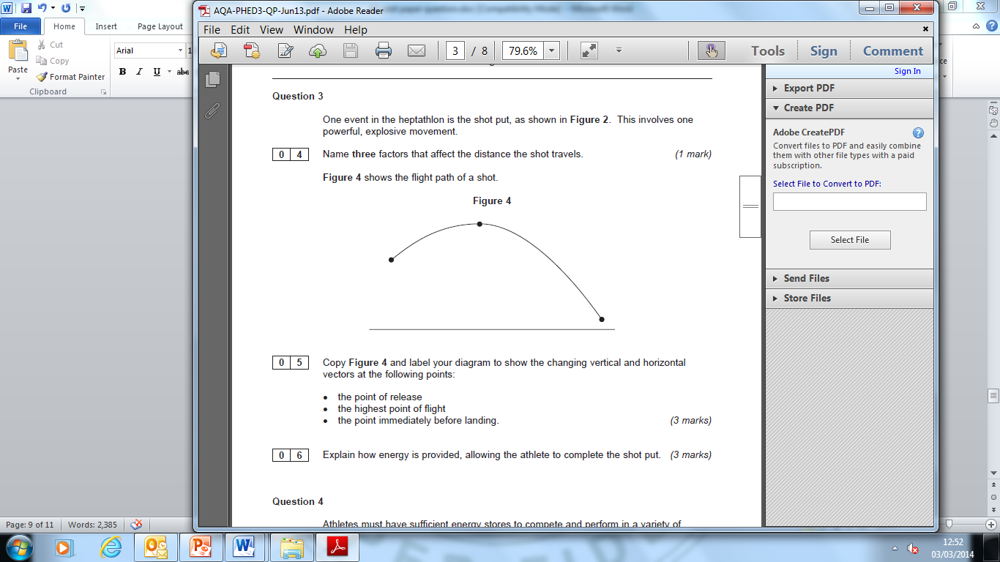 AQA-PHED3-QP-Jun13.pdf - Adobe Reader
File
Home
Insert
Page Layout
File Edit View Window Help
Paste
Cut
Copy
Format Painter
Clipboard
Arial
B I U abc
3 / 8
79.6%
Tools
Sign
Comment
Sign In
Export PDF
Create PDF
Adobe CreatePDF
Convert files to PDF and easily combine
them with other file types with a paid
subscription.
Select File to Convert to PDF:
Select File
Send Files
Store Files
Question 3
One event in the heptathlon is the shot put, as shown in Figure 2. This involves one
powerful, explosive movement.
0 4 Name three factors that affect the distance the shot travels. (1 mark)
Figure 4 shows the flight path of a shot.
Figure 4
0 5 Copy Figure 4 and label your diagram to show the changing vertical and horizontal
vectors at the following points:
• the point of release
• the highest point of flight
• the point immediately before landing. (3 marks)
0 6 Explain how energy is provided, allowing the athlete to complete the shot put. (3 marks)
Question 4
Athletes must have sufficient energy stores to compete and perform in a variety of
Page: 9 of 11 Words: 2,385
12:52
03/03/2014